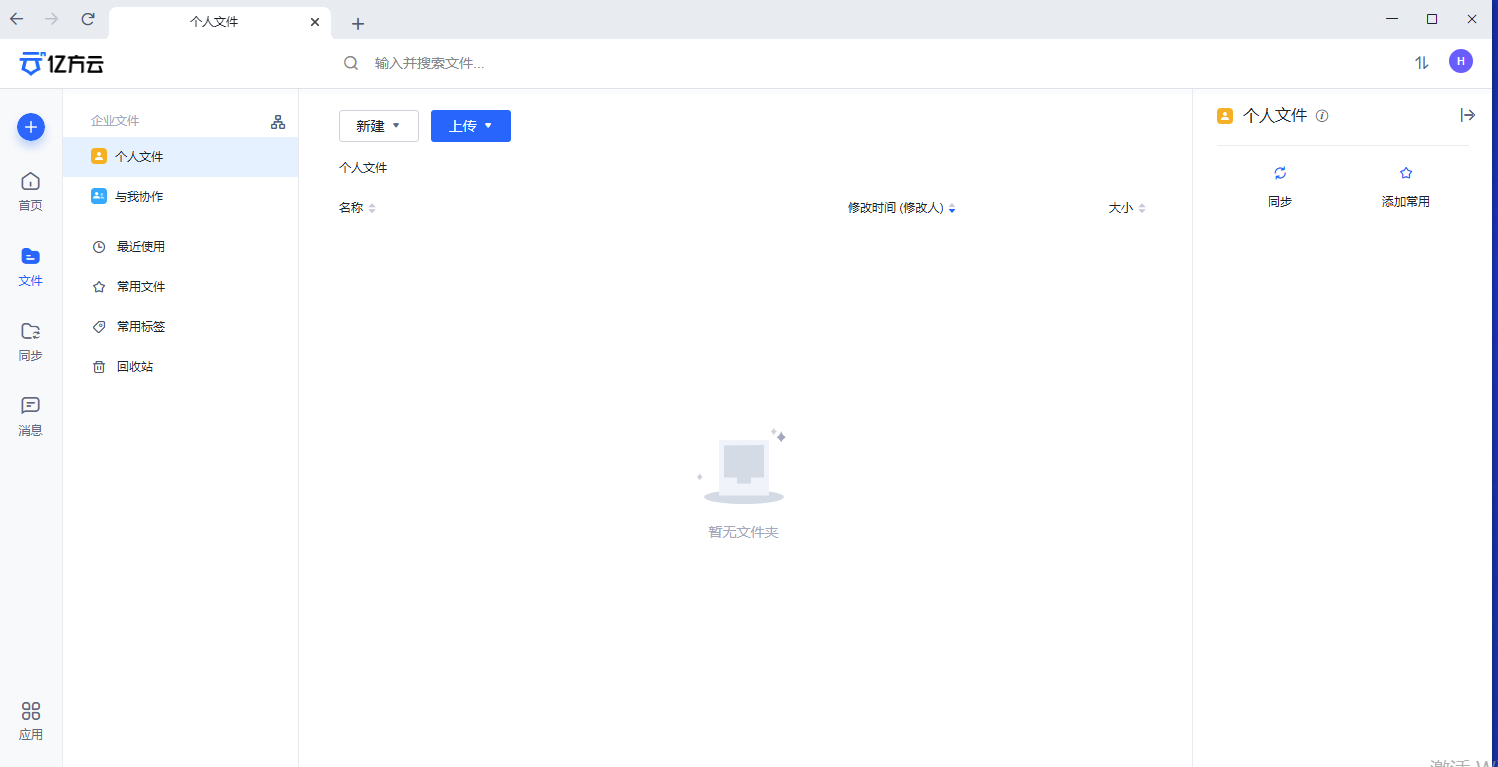 个人文件
亿方云
输入并搜索文件...
H
首页
文件
同步
消息
应用
企业文件
个人文件
与我协作
最近使用
常用文件
常用标签
回收站
新建
上传
个人文件
名称
修改时间 (修改人)
大小
暂无文件夹
个人文件
同步
添加常用
激活 W